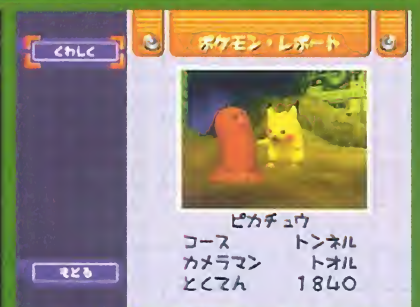 くわしく
ポケモン・レポート
ピカチュウ
コース トンネル
カメラマン トオル
とくてん 1840
もどる